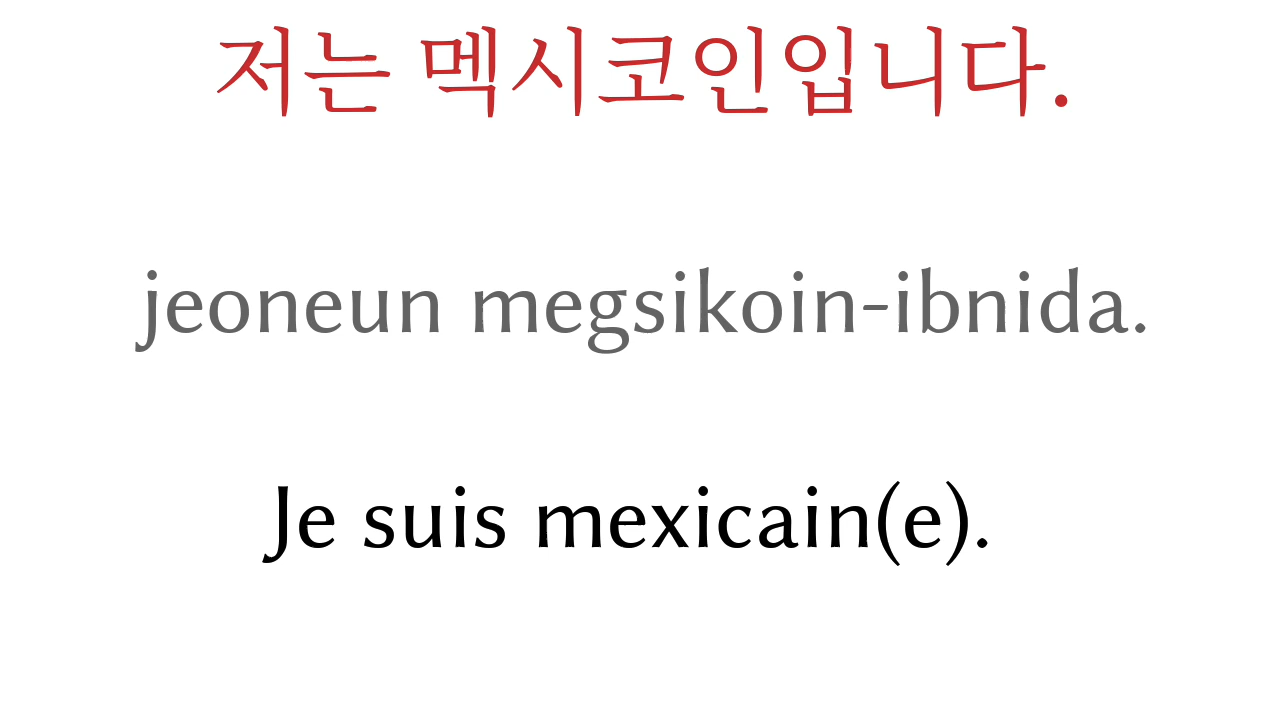 저는 멕시코인입니다.
jeoneun megsikoin-ibnida.
Je suis mexicain(e).